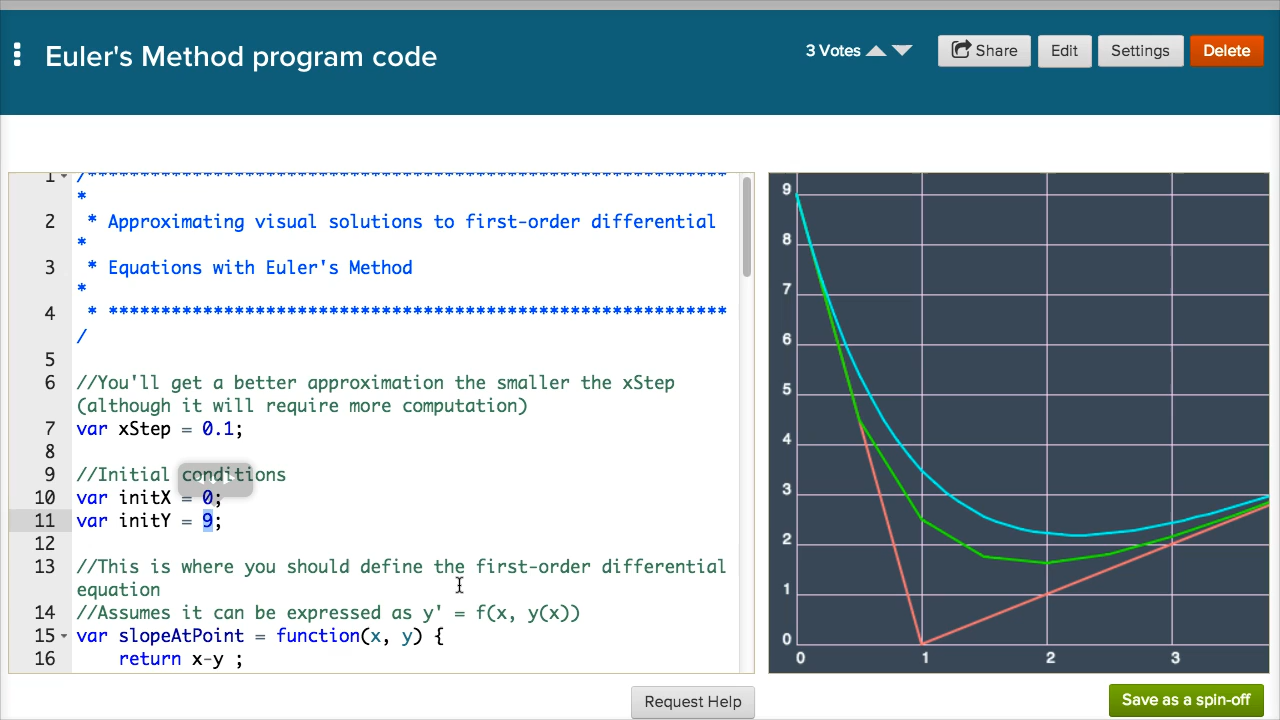 Euler's Method program code
3 Votes
Share
Edit
Settings
Delete
1 /*************************************************************
*
2 * Approximating visual solutions to first-order differential
*
3 * Equations with Euler's Method
*
4 * ***********************************************************
/
5
6 //You'll get a better approximation the smaller the xStep
(although it will require more computation)
7 var xStep = 0.1;
8
9 //Initial conditions
10 var initX = 0;
11 var initY = 9;
12
13 //This is where you should define the first-order differential
equation
14 //Assumes it can be expressed as y' = f(x, y(x))
15 var slopeAtPoint = function(x, y) {
16 return x-y ;
9
8
7
6
5
4
3
2
1
0
0 1 2 3
Request Help
Save as a spin-off